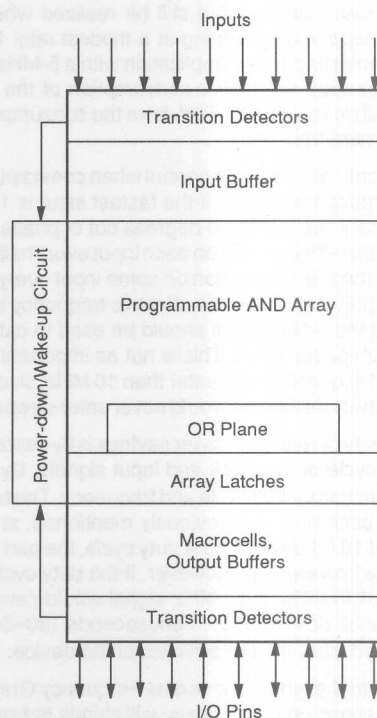 Inputs
Transition Detectors
Input Buffer
Power-down/Wake-up Circuit
Programmable AND Array
OR Plane
Array Latches
Macrocells,
Output Buffers
Transition Detectors
I/O Pins